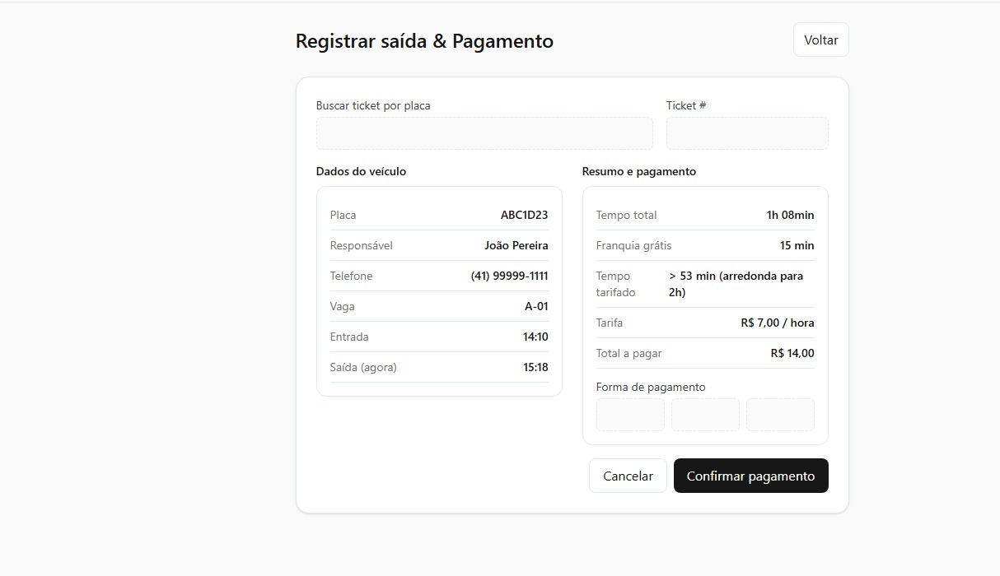 Registrar saída & Pagamento
Voltar
Buscar ticket por placa
Ticket #
Dados do veículo
Placa ABC1D23
Responsável João Pereira
Telefone (41) 99999-1111
Vaga A-01
Entrada 14:10
Saída (agora) 15:18
Resumo e pagamento
Tempo total 1h 08min
Franquia grátis 15 min
Tempo tarifado > 53 min (arredonda para 2h)
Tarifa R$ 7,00 / hora
Total a pagar R$ 14,00
Forma de pagamento
Cancelar
Confirmar pagamento